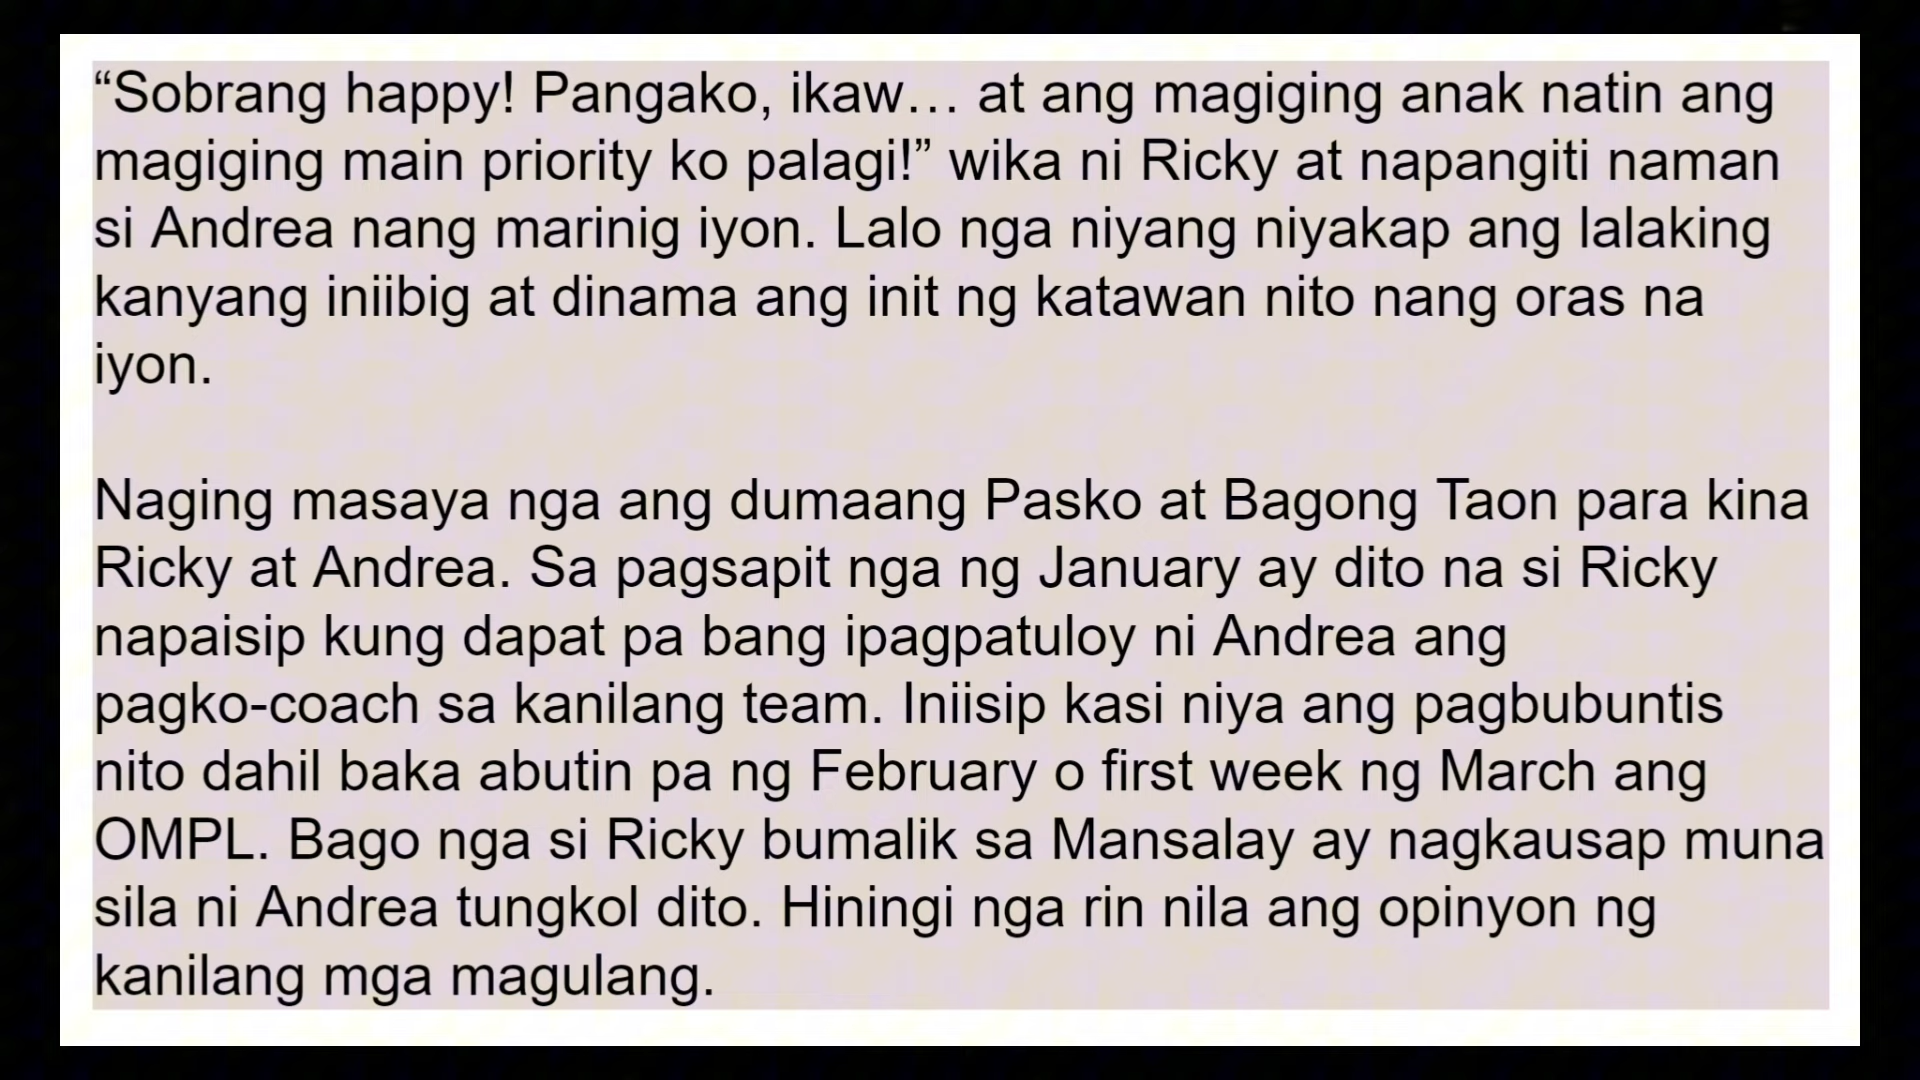 “Sobrang happy! Pangako, ikaw… at ang magiging anak natin ang
magiging main priority ko palagi!” wika ni Ricky at napangiti naman
si Andrea nang marinig iyon. Lalo nga niyang niyakap ang lalaking
kanyang iniibig at dinama ang init ng katawan nito nang oras na
iyon.
Naging masaya nga ang dumaang Pasko at Bagong Taon para kina
Ricky at Andrea. Sa pagsapit nga ng January ay dito na si Ricky
napaisip kung dapat pa bang ipagpatuloy ni Andrea ang
pagko-coach sa kanilang team. Iniisip kasi niya ang pagbubuntis
nito dahil baka abutin pa ng February o first week ng March ang
OMPL. Bago nga si Ricky bumalik sa Mansalay ay nagkausap muna
sila ni Andrea tungkol dito. Hiningi nga rin nila ang opinyon ng
kanilang mga magulang.